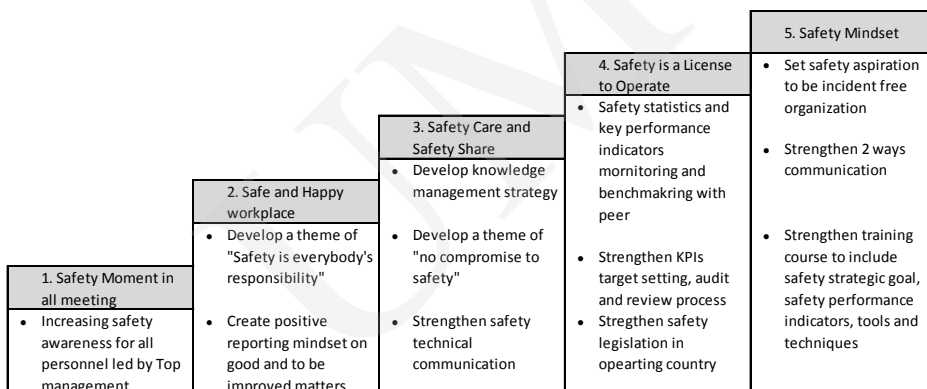 1. Safety Moment in
all meeting
• Increasing safety
awareness for all
personnel led by Top
management
2. Safe and Happy
workplace
• Develop a theme of
"Safety is everybody's
responsibility"
• Create positive
reporting mindset on
good and to be
improved matters
3. Safety Care and
Safety Share
• Develop knowledge
management strategy
• Develop a theme of
"no compromise to
safety"
• Strengthen safety
technical
communication
4. Safety is a License
to Operate
• Safety statistics and
key performance
indicators
mornitoring and
benchmakring with
peer
• Strengthen KPIs
target setting, audit
and review process
• Stregthen safety
legislation in
opearting country
5. Safety Mindset
• Set safety aspiration
to be incident free
organization
• Strengthen 2 ways
communication
• Strengthen training
course to include
safety strategic goal,
safety performance
indicators, tools and
techniques
UM